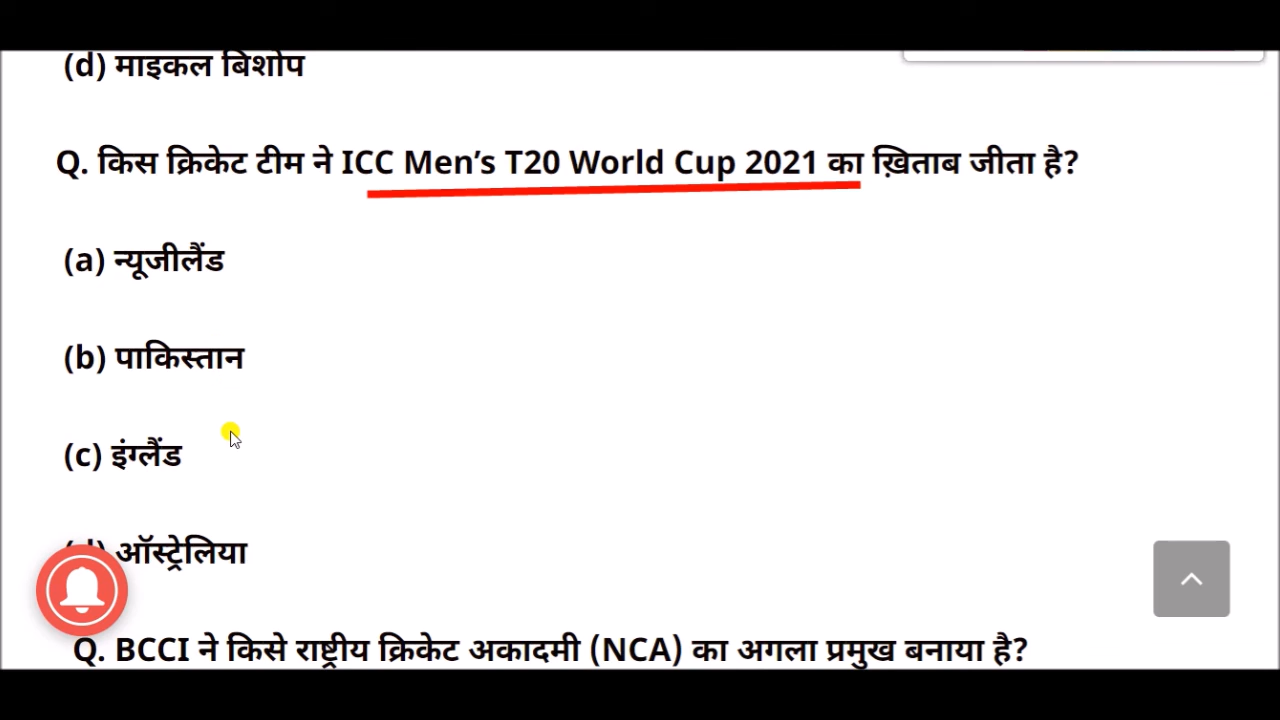 (d) माइकल बिशोप
Q. किस क्रिकेट टीम ने ICC Men’s T20 World Cup 2021 का ख़िताब जीता है?
(a) न्यूजीलैंड
(b) पाकिस्तान
(c) इंग्लैंड
(d) ऑस्ट्रेलिया
Q. BCCI ने किसे राष्ट्रीय क्रिकेट अकादमी (NCA) का अगला प्रमुख बनाया है?